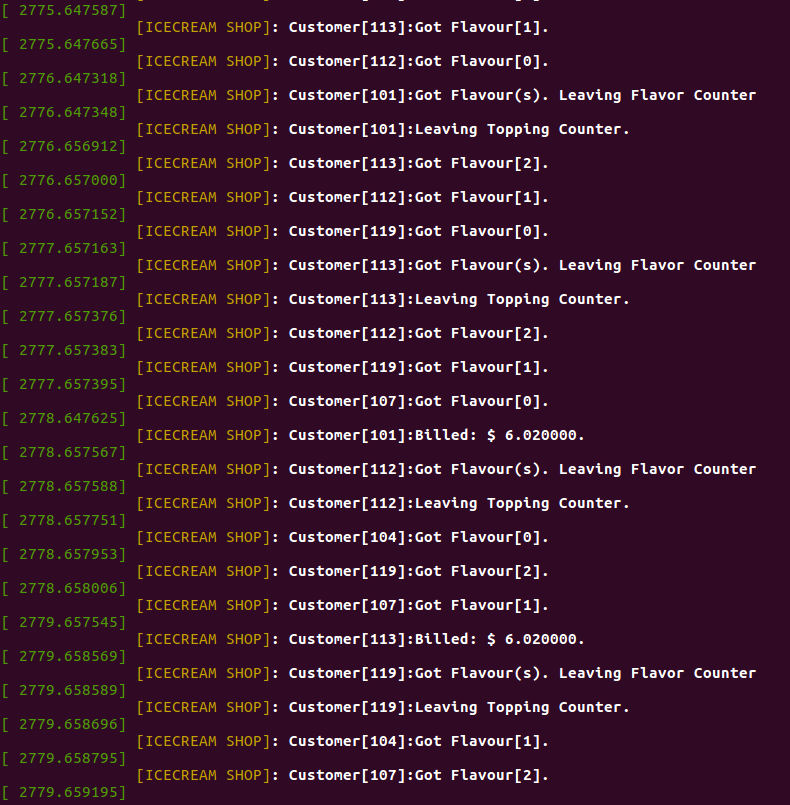 [ 2775.647587]
[ICECREAM SHOP]: Customer[113]:Got Flavour[1].
[ 2775.647665]
[ICECREAM SHOP]: Customer[112]:Got Flavour[0].
[ 2776.647318]
[ICECREAM SHOP]: Customer[101]:Got Flavour(s). Leaving Flavor Counter
[ 2776.647348]
[ICECREAM SHOP]: Customer[101]:Leaving Topping Counter.
[ 2776.656912]
[ICECREAM SHOP]: Customer[113]:Got Flavour[2].
[ 2776.657000]
[ICECREAM SHOP]: Customer[112]:Got Flavour[1].
[ 2776.657152]
[ICECREAM SHOP]: Customer[119]:Got Flavour[0].
[ 2777.657163]
[ICECREAM SHOP]: Customer[113]:Got Flavour(s). Leaving Flavor Counter
[ 2777.657187]
[ICECREAM SHOP]: Customer[113]:Leaving Topping Counter.
[ 2777.657376]
[ICECREAM SHOP]: Customer[112]:Got Flavour[2].
[ 2777.657383]
[ICECREAM SHOP]: Customer[119]:Got Flavour[1].
[ 2777.657395]
[ICECREAM SHOP]: Customer[107]:Got Flavour[0].
[ 2778.647625]
[ICECREAM SHOP]: Customer[101]:Billed: $ 6.020000.
[ 2778.657567]
[ICECREAM SHOP]: Customer[112]:Got Flavour(s). Leaving Flavor Counter
[ 2778.657588]
[ICECREAM SHOP]: Customer[112]:Leaving Topping Counter.
[ 2778.657751]
[ICECREAM SHOP]: Customer[104]:Got Flavour[0].
[ 2778.657953]
[ICECREAM SHOP]: Customer[119]:Got Flavour[2].
[ 2778.658006]
[ICECREAM SHOP]: Customer[107]:Got Flavour[1].
[ 2779.657545]
[ICECREAM SHOP]: Customer[113]:Billed: $ 6.020000.
[ 2779.658569]
[ICECREAM SHOP]: Customer[119]:Got Flavour(s). Leaving Flavor Counter
[ 2779.658589]
[ICECREAM SHOP]: Customer[119]:Leaving Topping Counter.
[ 2779.658696]
[ICECREAM SHOP]: Customer[104]:Got Flavour[1].
[ 2779.658795]
[ICECREAM SHOP]: Customer[107]:Got Flavour[2].
[ 2779.659195]